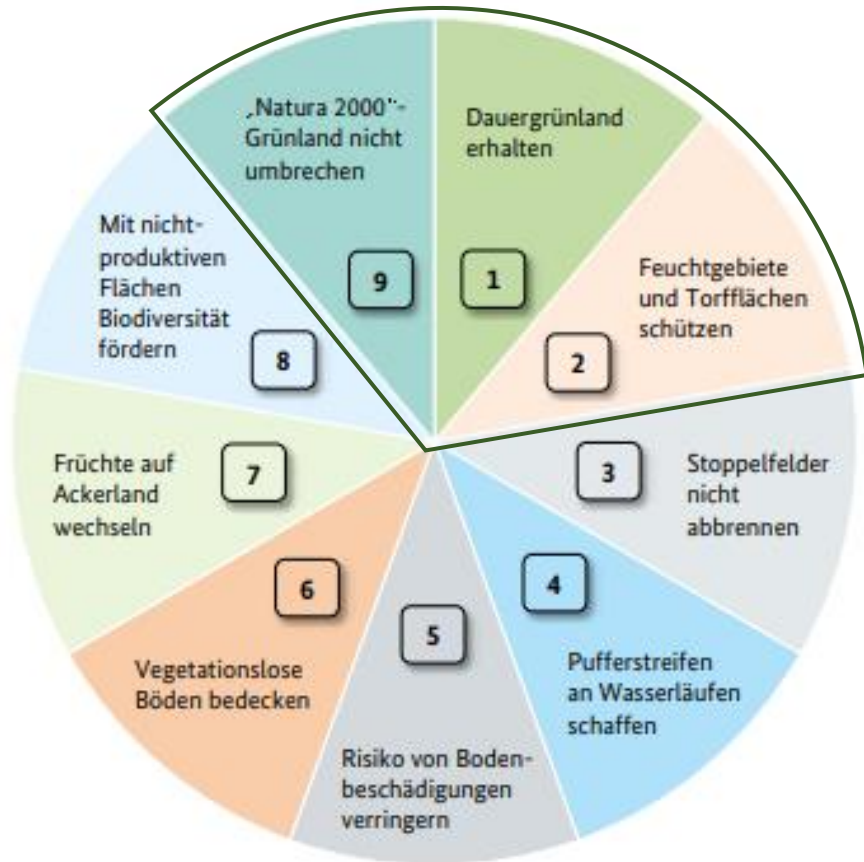 Dauergrünland
erhalten
1
Feuchtgebiete
und Torfflächen
schützen
2
3
Stoppelfelder
nicht
abbrennen
4
Pufferstreifen
an Wasserläufen
schaffen
5
Risiko von Boden-
beschädigungen
verringern
6
Vegetationslose
Böden bedecken
7
Früchte auf
Ackerland
wechseln
Mit nicht-
produktiven
Flächen
Biodiversität
fördern
8
„Natura 2000“-
Grünland nicht
umbrechen
9